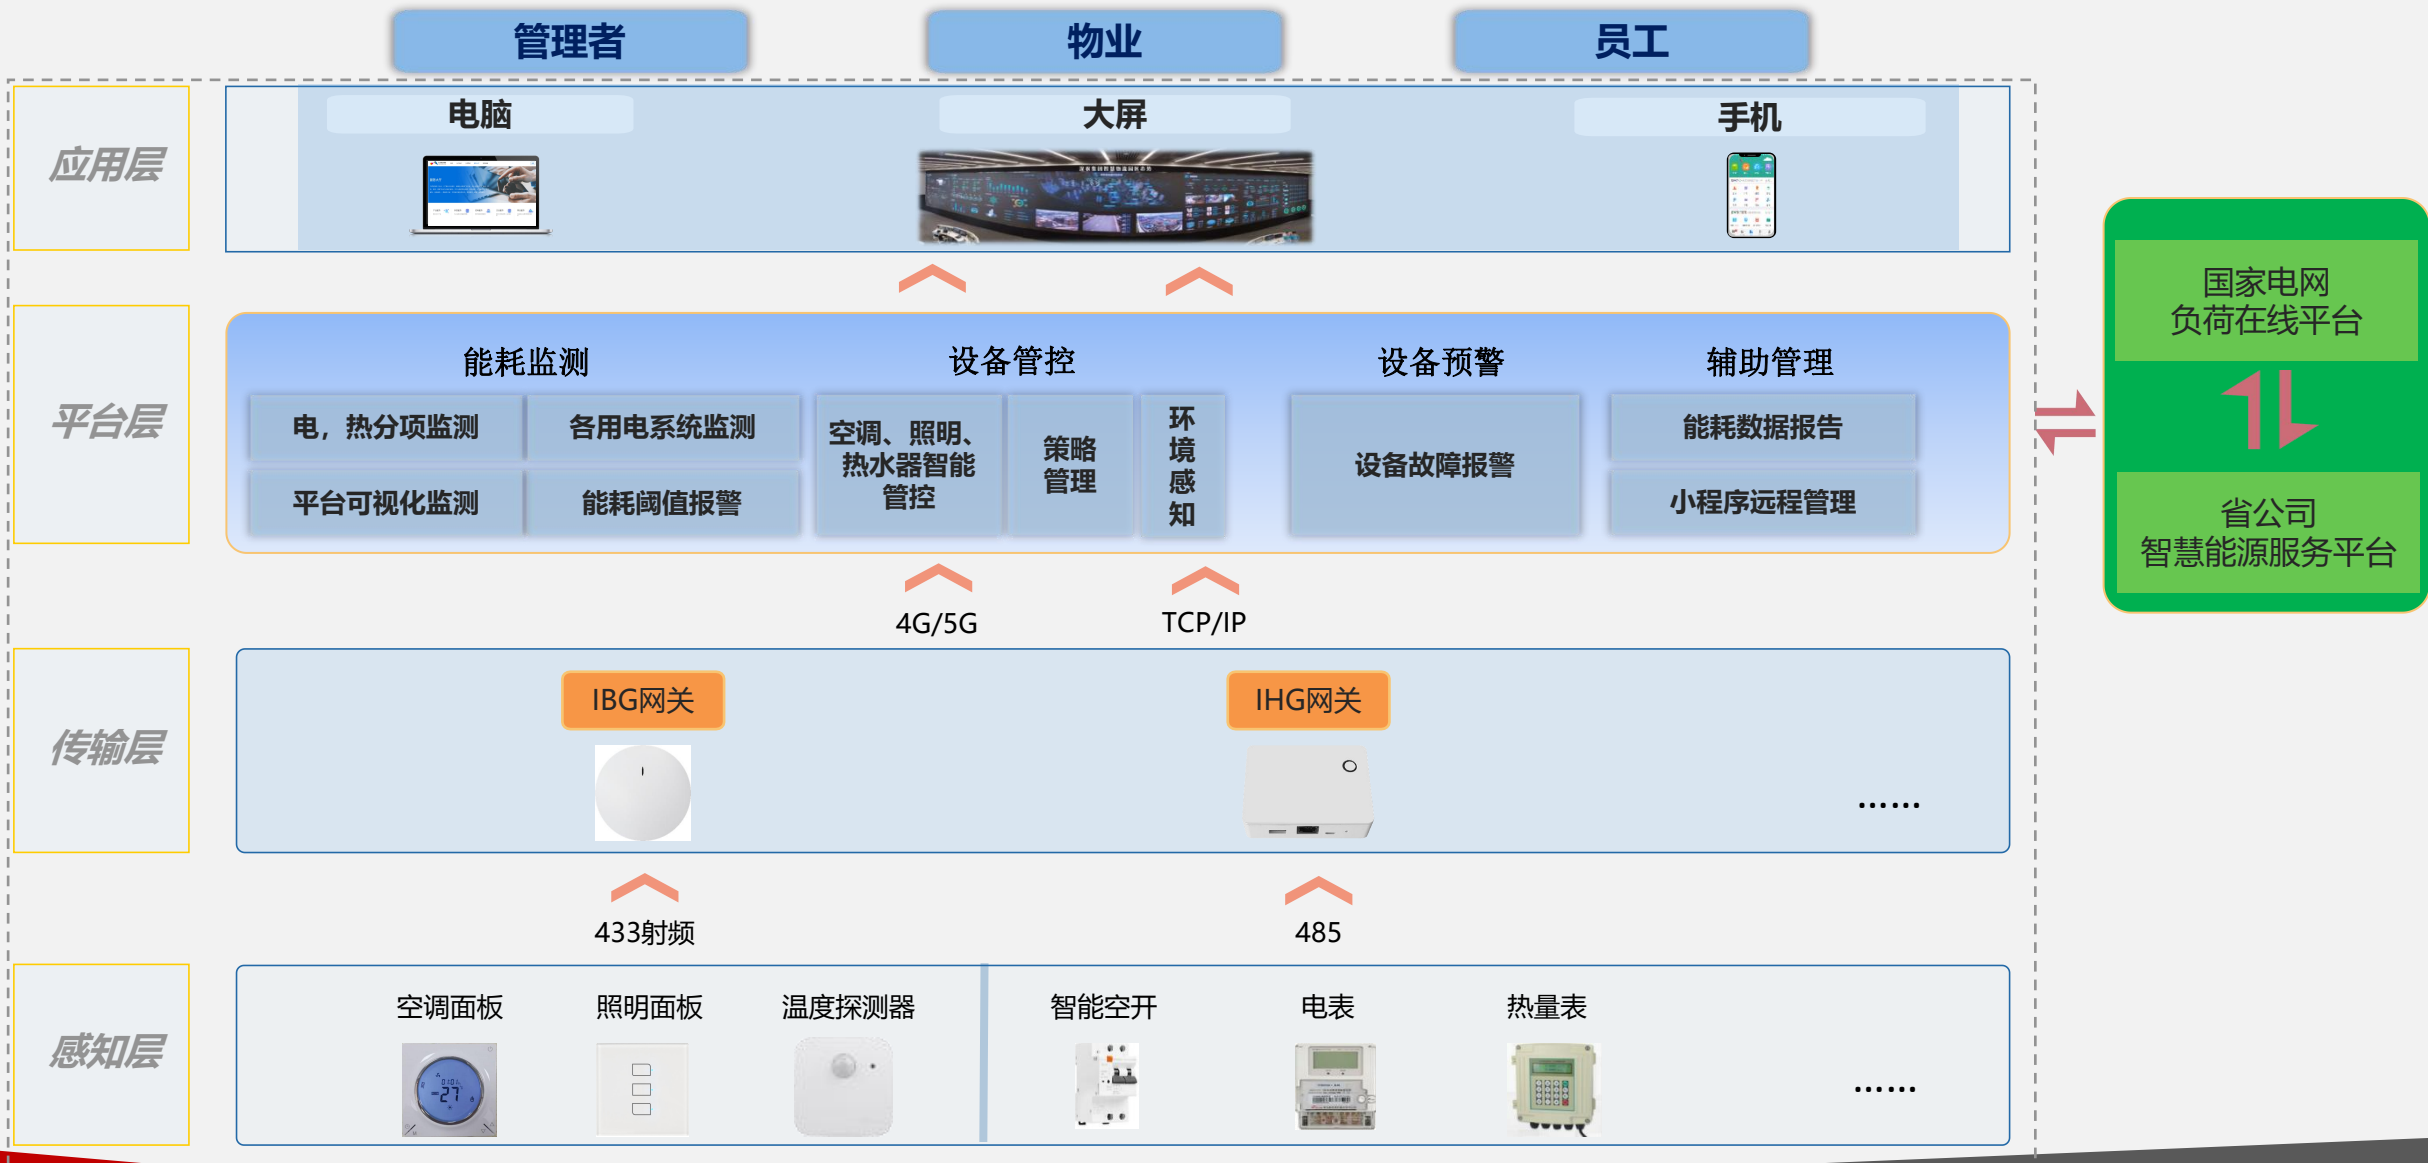 管理者
物业
员工
应用层
电脑
大屏
手机
平台层
能耗监测
电，热分项监测
各用电系统监测
平台可视化监测
能耗阈值报警
设备管控
空调、照明、
热水器智能
管控
策略
管理
环
境
感
知
设备预警
设备故障报警
辅助管理
能耗数据报告
小程序远程管理
国家电网
负荷在线平台
省公司
智慧能源服务平台
4G/5G
TCP/IP
传输层
IBG网关
IHG网关
……
433射频
485
感知层
空调面板
照明面板
温度探测器
智能空开
电表
热量表
……